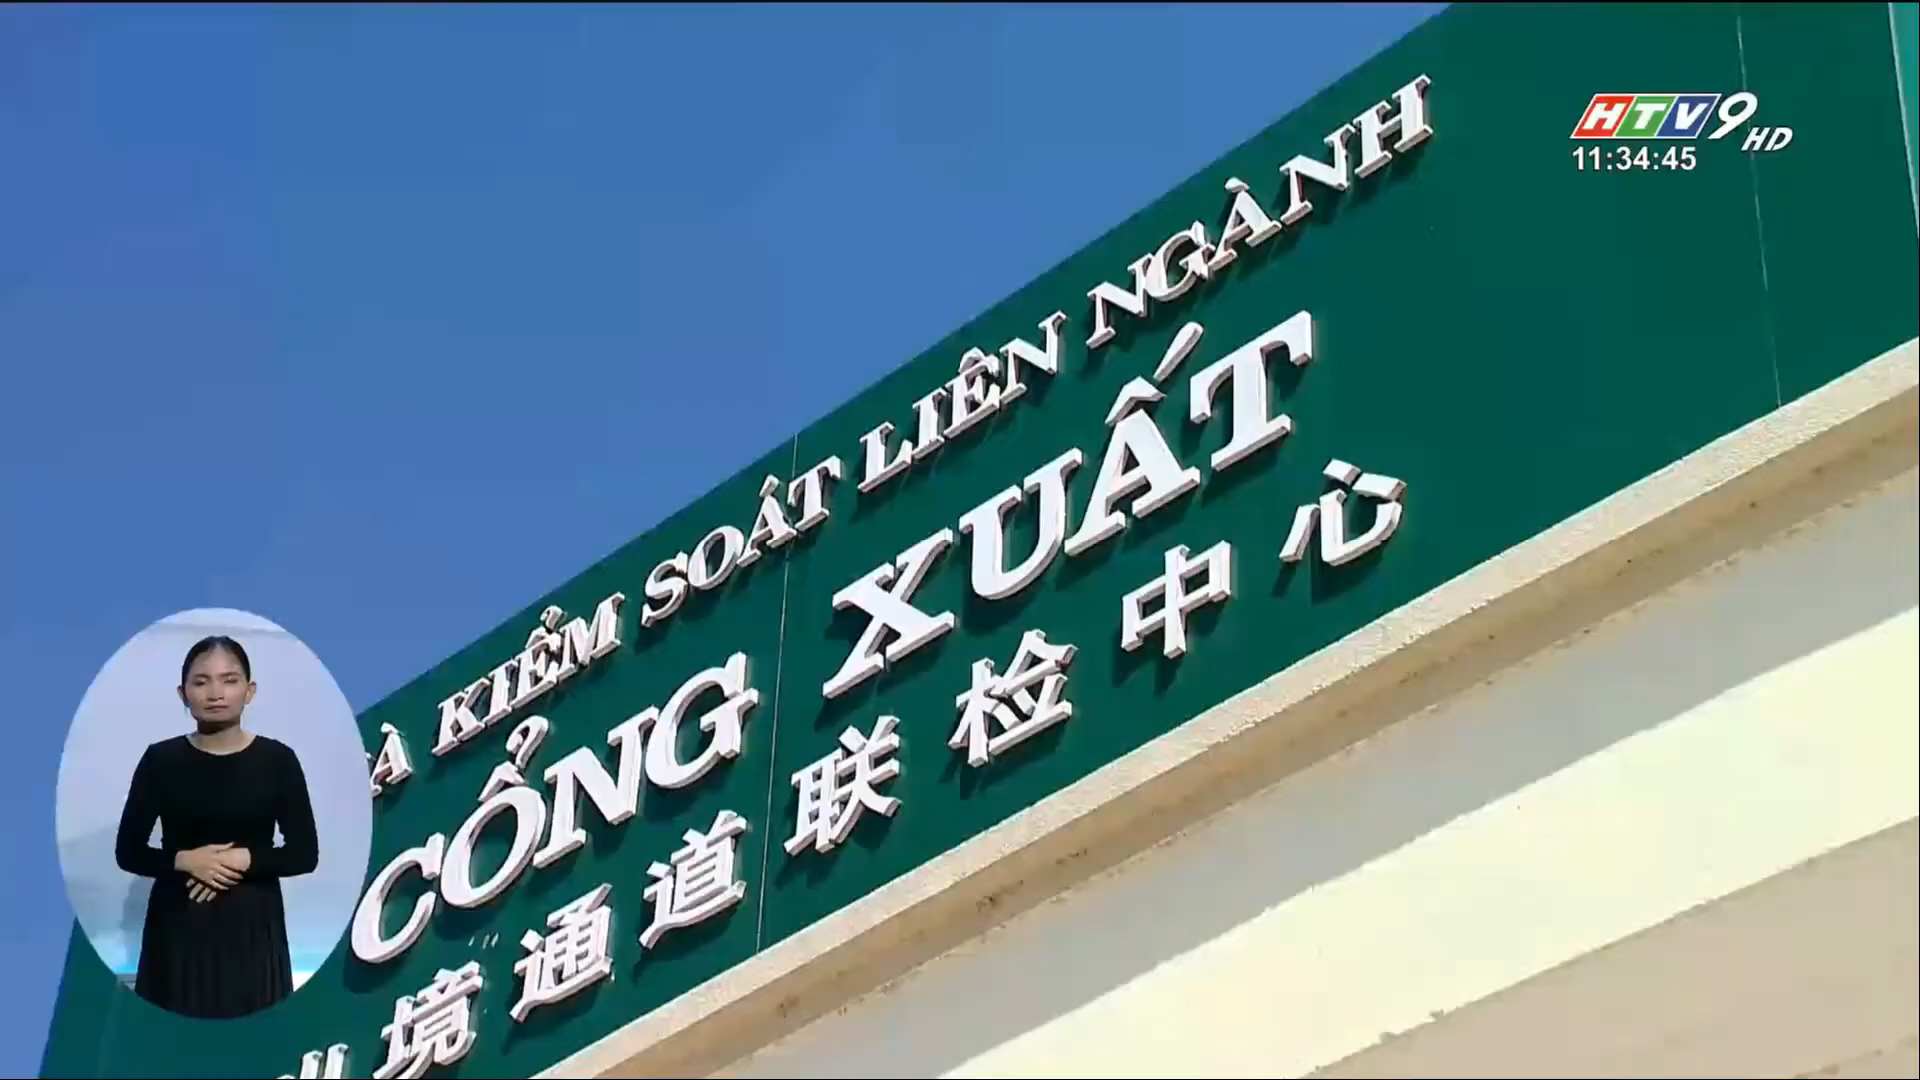 HTV9 HD
11:34:45
KIỂM SOÁT LIÊN NGÀNH
CỔNG XUẤT
境通道联检中心